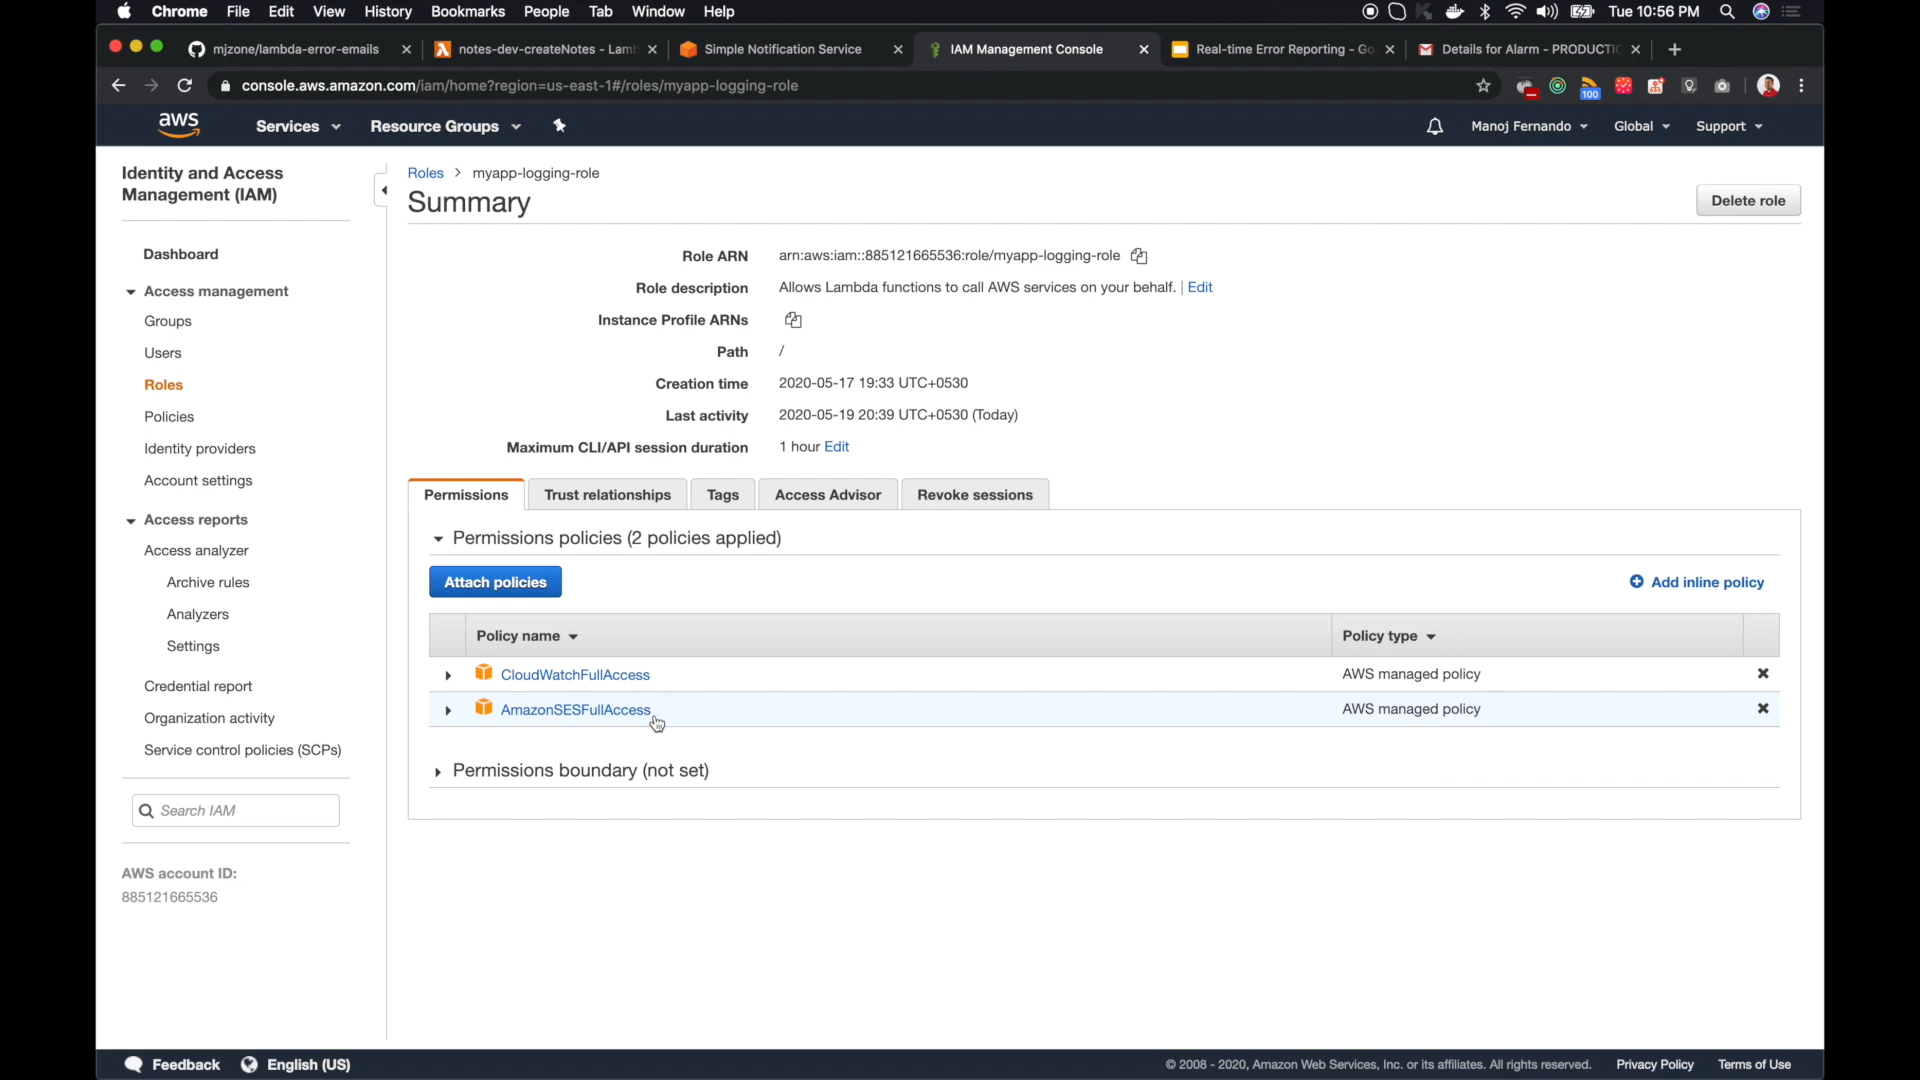 Chrome File Edit View History Bookmarks People Tab Window Help Tue 10:56 PM
mjzone/lambda-error-emails notes-dev-createNotes - Lam Simple Notification Service IAM Management Console Real-time Error Reporting - Go Details for Alarm - PRODUCTIO
console.aws.amazon.com/iam/home?region=us-east-1#/roles/myapp-logging-role 100
aws Services Resource Groups Manoj Fernando Global Support
Identity and Access
Management (IAM)
Dashboard
Access management
Groups
Users
Roles
Policies
Identity providers
Account settings
Access reports
Access analyzer
Archive rules
Analyzers
Settings
Credential report
Organization activity
Service control policies (SCPs)
Search IAM
AWS account ID:
885121665536
Roles > myapp-logging-role
Summary
Delete role
Role ARN arn:aws:iam::885121665536:role/myapp-logging-role
Role description Allows Lambda functions to call AWS services on your behalf. | Edit
Instance Profile ARNs
Path /
Creation time 2020-05-17 19:33 UTC+0530
Last activity 2020-05-19 20:39 UTC+0530 (Today)
Maximum CLI/API session duration 1 hour Edit
Permissions Trust relationships Tags Access Advisor Revoke sessions
Permissions policies (2 policies applied)
Attach policies Add inline policy
Policy name Policy type
CloudWatchFullAccess AWS managed policy
AmazonSESFullAccess AWS managed policy
Permissions boundary (not set)
Feedback English (US) © 2008 - 2020, Amazon Web Services, Inc. or its affiliates. All rights reserved. Privacy Policy Terms of Use